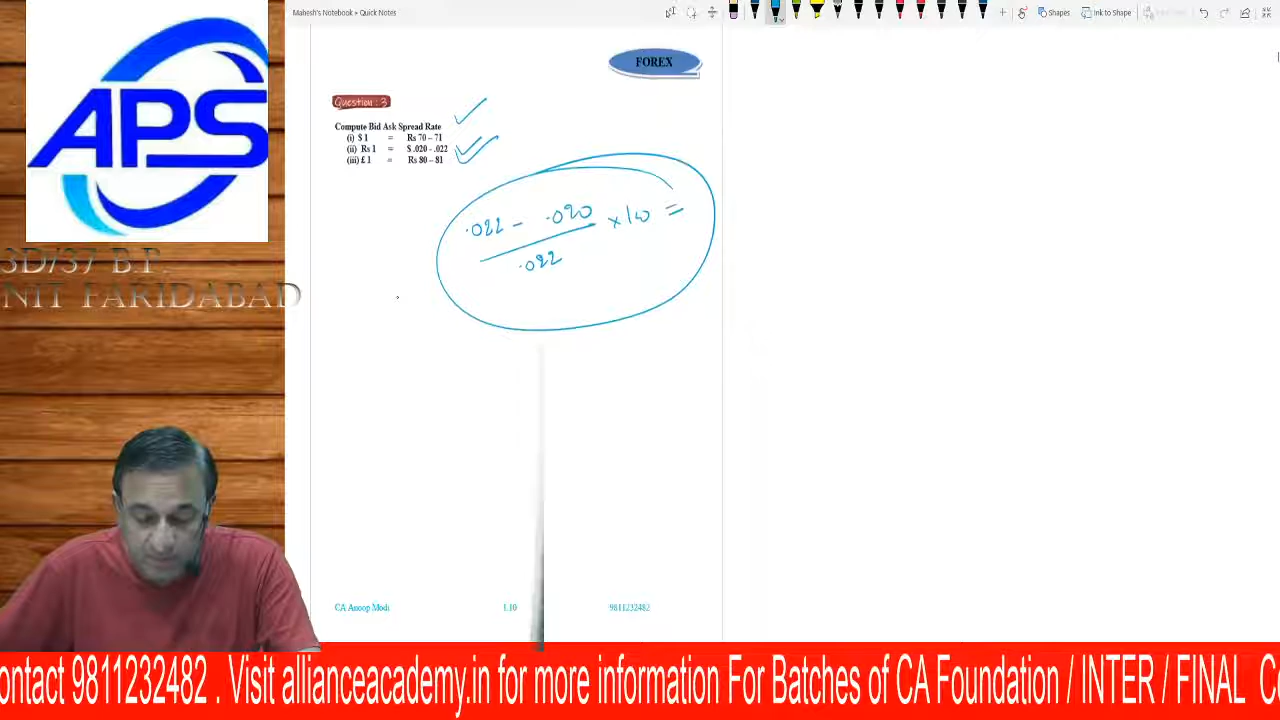 Mahesh's Notebook » Quick Notes
Shapes
Ink to Shape
APS
3D/37 B.P.
NIT FARIDABAD
FOREX
Question : 3
Compute Bid Ask Spread Rate
(i) $ 1 = Rs 70 – 71
(ii) Rs 1 = $ .020 - .022
(iii) £ 1 = Rs 80 – 81
.022 - .020 × 100 =
.022
CA Anoop Modi 1.10 9811232482
ontact 9811232482 . Visit allianceacademy.in for more information For Batches of CA Foundation / INTER / FINAL Co